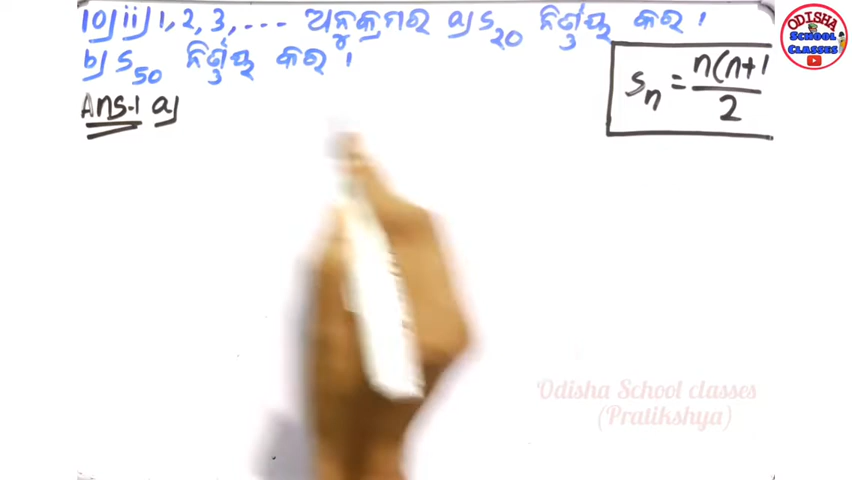 10) ii) 1, 2, 3, --- ଅନୁକ୍ରମର a) S20 ନିର୍ଣ୍ଣୟ କର ।
b) S50 ନିର୍ଣ୍ଣୟ କର ।
Ans:- a)
Sn = n(n+1
2
ODISHA
SCHOOL
CLASSES
Odisha School classes
(Pratikshya)